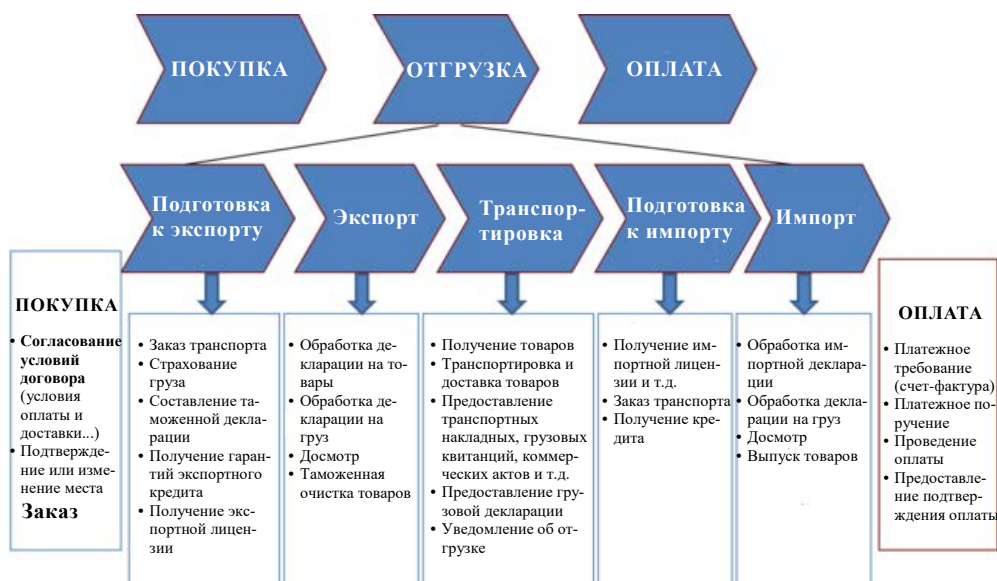 ПОКУПКА
ОТГРУЗКА
ОПЛАТА
Подготовка
к экспорту
Экспорт
Транспор-
тировка
Подготовка
к импорту
Импорт
ПОКУПКА
• Согласование
условий
договора
(условия
оплаты и
доставки...)
• Подтвержде-
ние или изме-
нение места
Заказ
• Заказ транспорта
• Страхование
груза
• Составление та-
моженной декла-
рации
• Получение гаран-
тий экспортного
кредита
• Получение экс-
портной лицен-
зии
• Обработка де-
кларации на то-
вары
• Обработка де-
кларации на
груз
• Досмотр
• Таможенная
очистка товаров
• Получение товаров
• Транспортировка и
доставка товаров
• Предоставление
транспортных
накладных, грузовых
квитанций, коммер-
ческих актов и т.д.
• Предоставление гру-
зовой декларации
• Уведомление об от-
грузке
• Получение им-
портной лицен-
зии и т.д.
• Заказ транспорта
• Получение кре-
дита
• Обработка им-
портной деклара-
ции
• Обработка декла-
рации на груз
• Досмотр
• Выпуск товаров
ОПЛАТА
• Платежное
требование
(счет-фактура)
• Платежное по-
ручение
• Проведение
оплаты
• Предоставле-
ние подтвер-
ждения оплаты